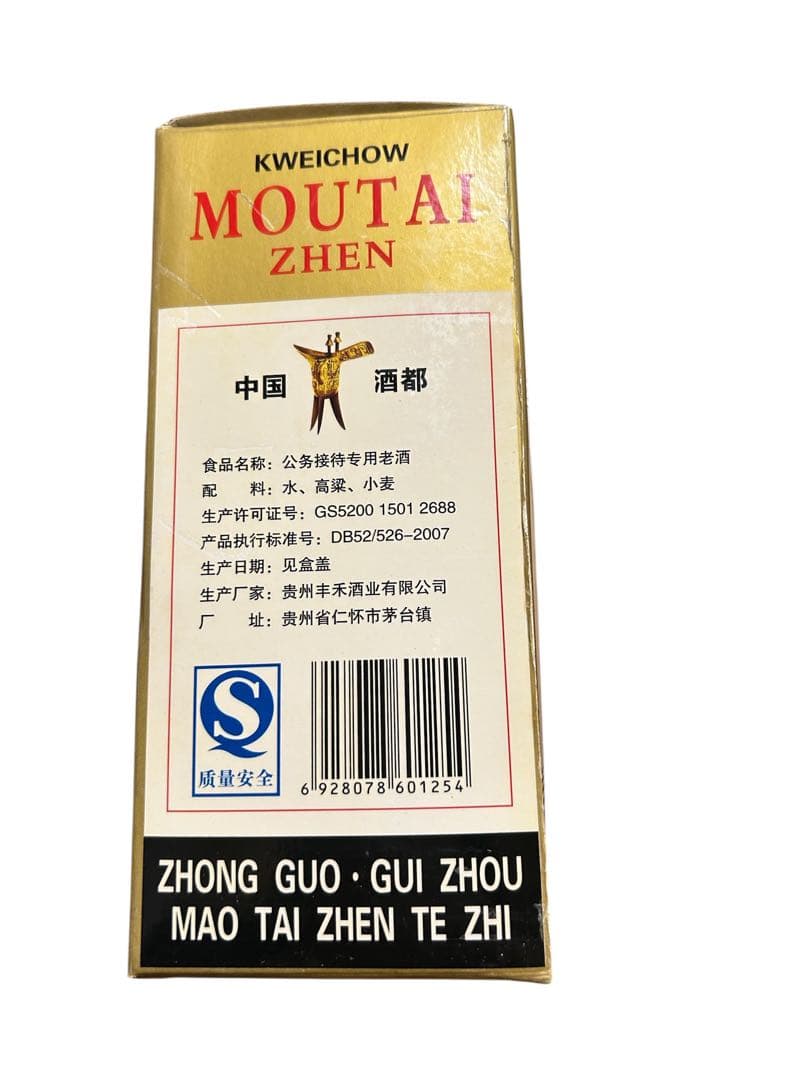 KWEICHOW
MOUTAI
ZHEN
中国 酒都
食品名称：公务接待专用老酒
配 料：水、高粱、小麦
生产许可证号：GS5200 1501 2688
产品执行标准号：DB52/526-2007
生产日期：见盒盖
生产厂家：贵州丰禾酒业有限公司
厂 址：贵州省仁怀市茅台镇
质量安全
6 928078 601254
ZHONG GUO · GUI ZHOU
MAO TAI ZHEN TE ZHI